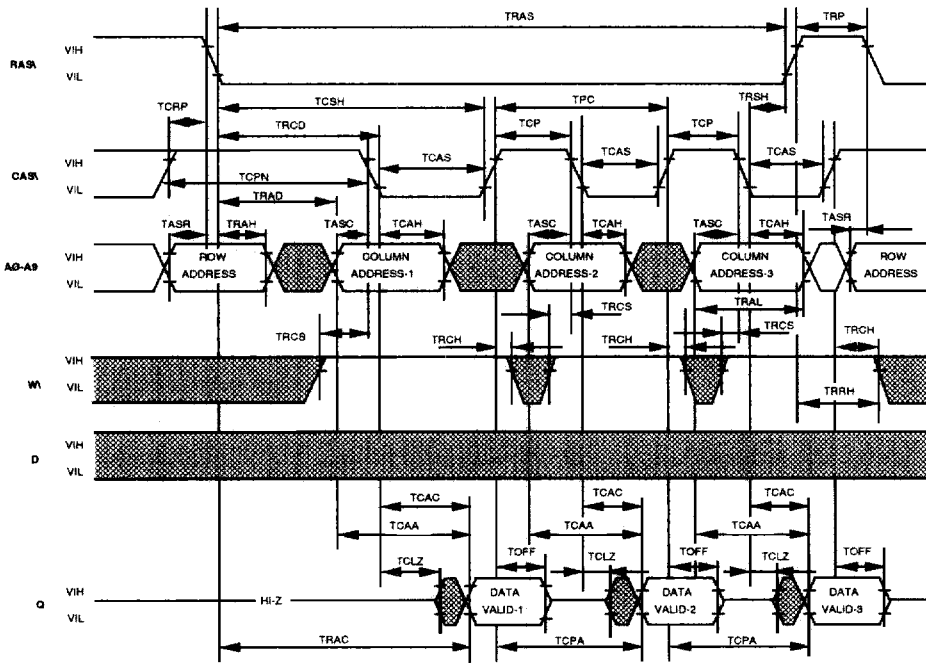 TRAS
TRP
RAS\
VIH
VIL
TCSH
TPC
TRSH
TCRP
TRCD
TCP
TCP
CAS\
VIH
VIL
TCAS
TCAS
TCAS
TCPN
TRAD
TASR
TRAH
TASC
TCAH
TASC
TCAH
TASC
TCAH
TASR
AØ-A9
VIH
VIL
ROW
ADDRESS
COLUMN
ADDRESS-1
COLUMN
ADDRESS-2
COLUMN
ADDRESS-3
ROW
ADDRESS
TRAL
TRCS
TRCS
TRCS
TRCH
TRCH
TRCH
W\
VIH
VIL
TRRH
D
VIH
VIL
TCAC
TCAC
TCAC
TCAA
TCAA
TCAA
TCLZ
TOFF
TCLZ
TOFF
TCLZ
TOFF
Q
VIH
VIL
HI-Z
DATA
VALID-1
DATA
VALID-2
DATA
VALID-3
TRAC
TCPA
TCPA